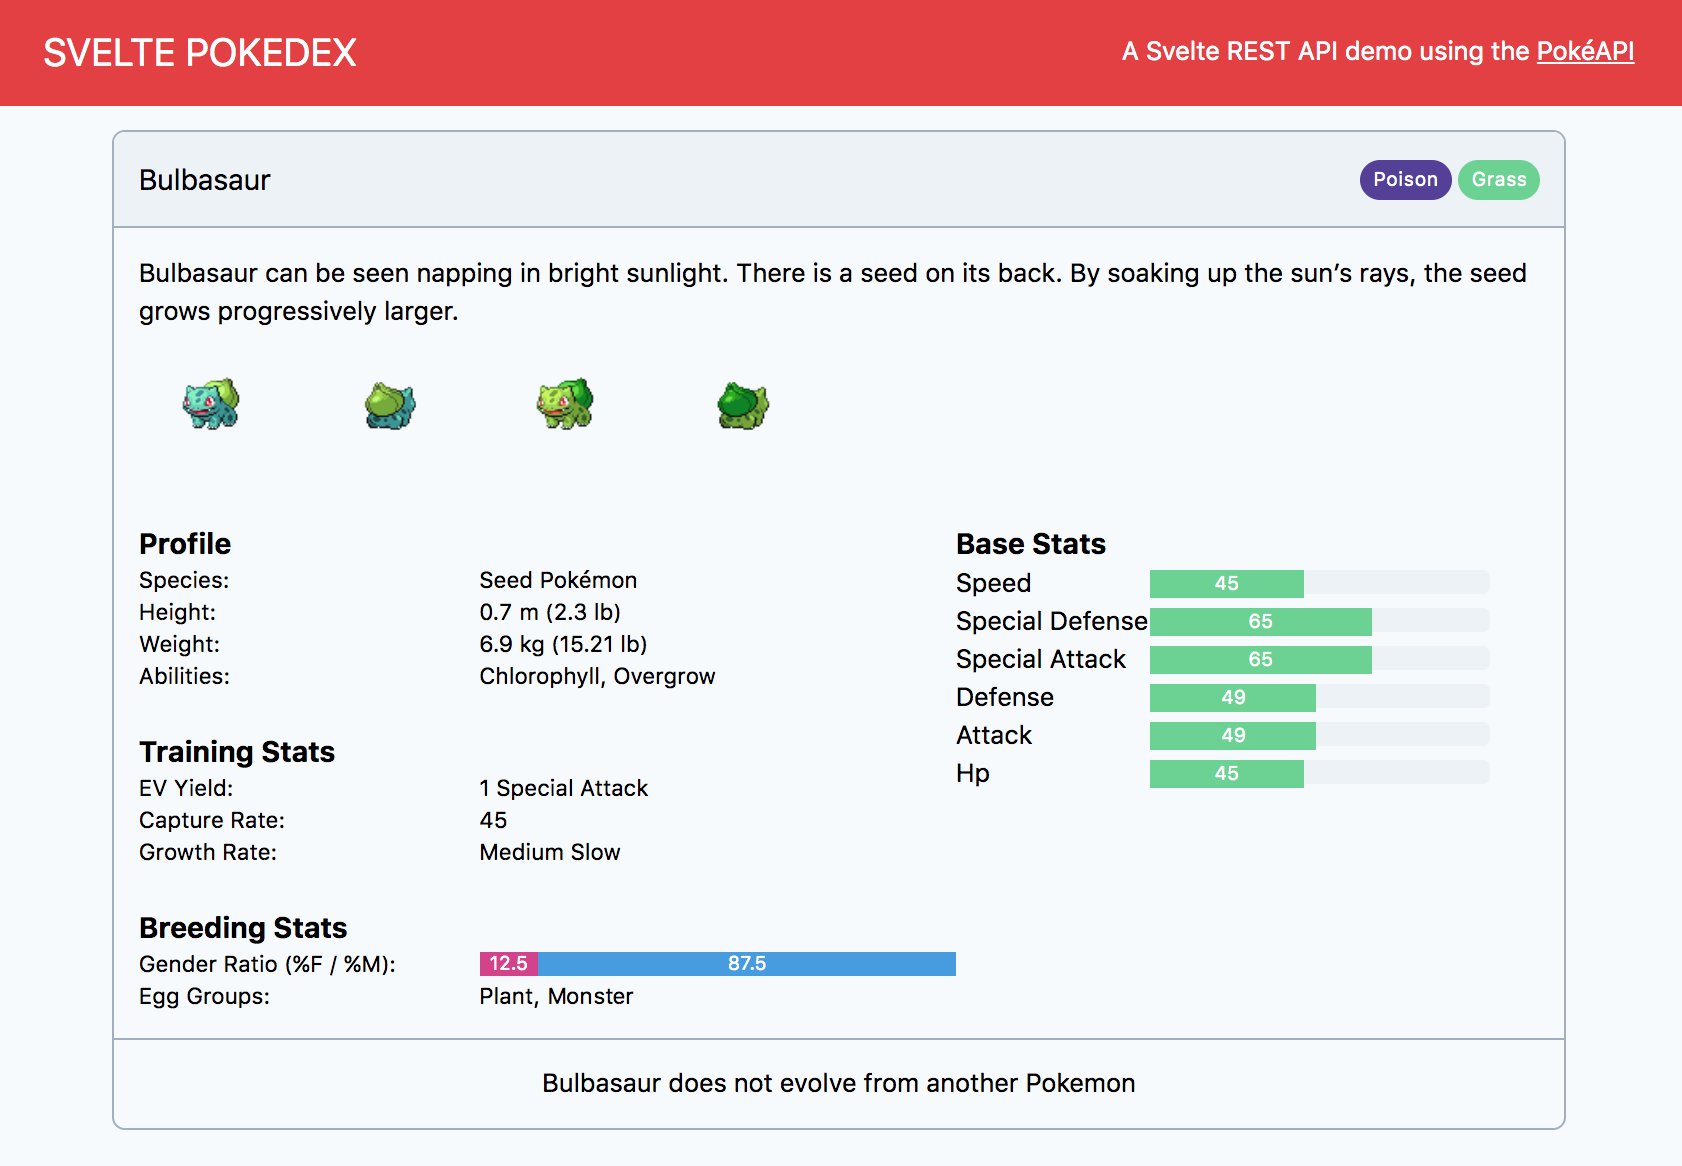 SVELTE POKEDEX
A Svelte REST API demo using the PokéAPI
Bulbasaur
Poison Grass
Bulbasaur can be seen napping in bright sunlight. There is a seed on its back. By soaking up the sun’s rays, the seed
grows progressively larger.
Profile
Species: Seed Pokémon
Height: 0.7 m (2.3 lb)
Weight: 6.9 kg (15.21 lb)
Abilities: Chlorophyll, Overgrow
Training Stats
EV Yield: 1 Special Attack
Capture Rate: 45
Growth Rate: Medium Slow
Breeding Stats
Gender Ratio (%F / %M): 12.5 87.5
Egg Groups: Plant, Monster
Base Stats
Speed 45
Special Defense 65
Special Attack 65
Defense 49
Attack 49
Hp 45
Bulbasaur does not evolve from another Pokemon